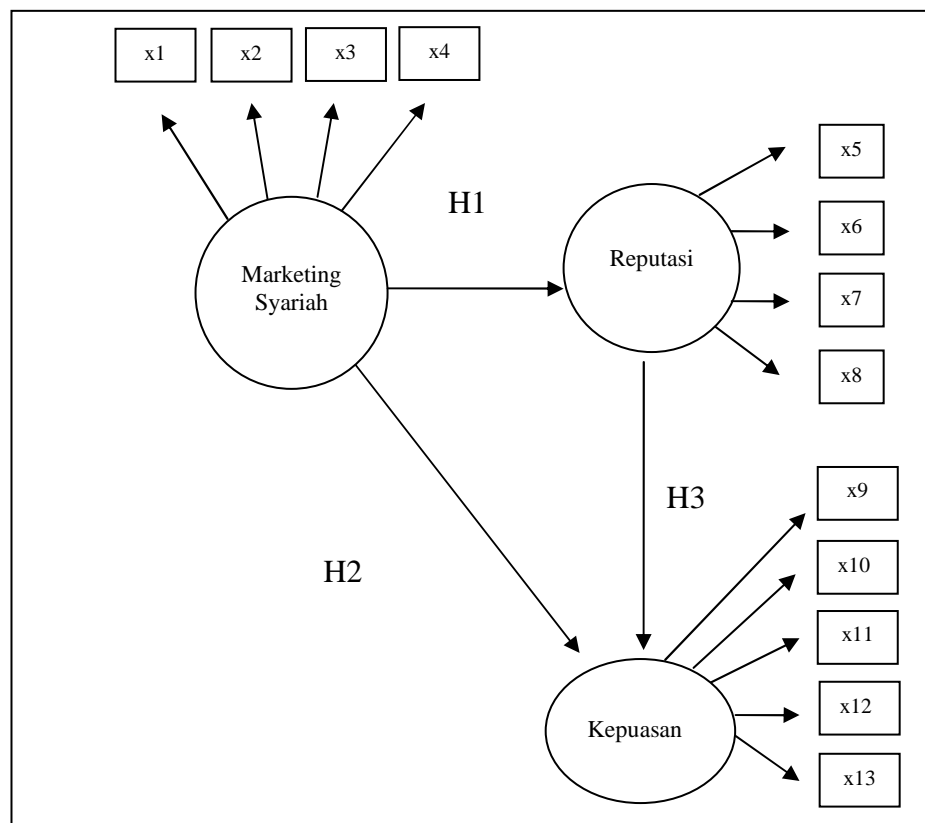 x1
x2
x3
x4
x5
H1
x6
Reputasi
Marketing
Syariah
x7
x8
x9
H3
x10
H2
x11
x12
Kepuasan
x13